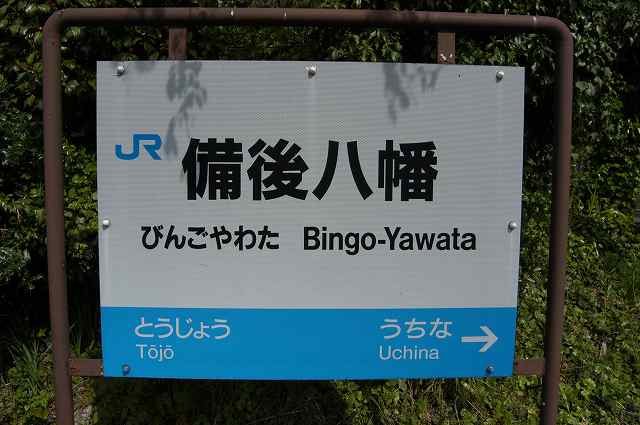 JR 備後八幡
びんごやわた Bingo-Yawata
とうじょう うちな →
Tōjō Uchina